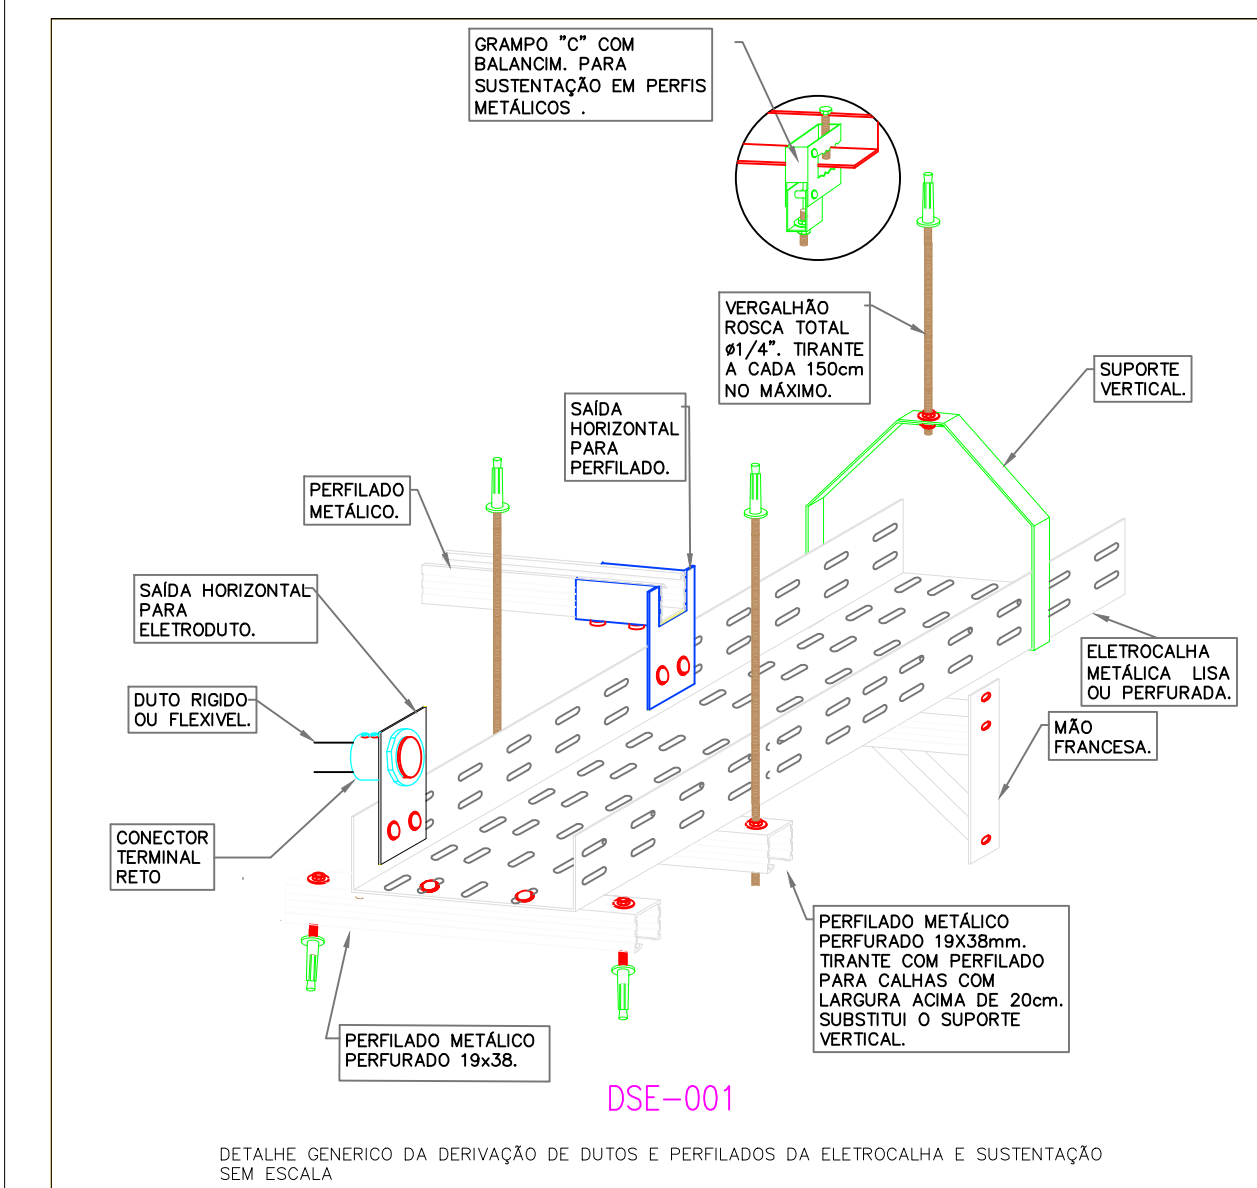 GRAMPO "C" COM
BALANCIM. PARA
SUSTENTAÇÃO EM PERFIS
METÁLICOS .
VERGALHÃO
ROSCA TOTAL
ø1/4". TIRANTE
A CADA 150cm
NO MÁXIMO.
SUPORTE
VERTICAL.
SAÍDA
HORIZONTAL
PARA
PERFILADO.
PERFILADO
METÁLICO.
SAÍDA HORIZONTAL
PARA
ELETRODUTO.
ELETROCALHA
METÁLICA LISA
OU PERFURADA.
DUTO RIGIDO
OU FLEXIVEL.
MÃO
FRANCESA.
CONECTOR
TERMINAL
RETO
PERFILADO METÁLICO
PERFURADO 19X38mm.
TIRANTE COM PERFILADO
PARA CALHAS COM
LARGURA ACIMA DE 20cm.
SUBSTITUI O SUPORTE
VERTICAL.
PERFILADO METÁLICO
PERFURADO 19x38.
DSE-001
DETALHE GENERICO DA DERIVAÇÃO DE DUTOS E PERFILADOS DA ELETROCALHA E SUSTENTAÇÃO
SEM ESCALA